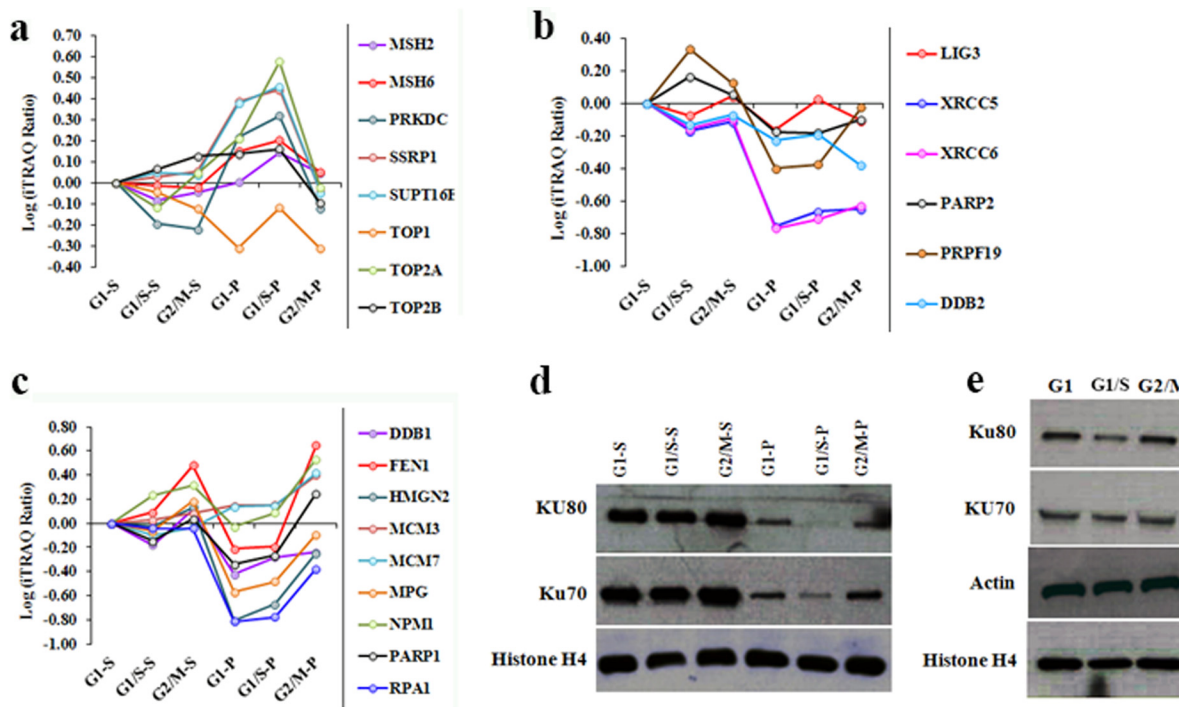 a
0.70
0.60
0.50
0.40
0.30
0.20
0.10
0.00
-0.10
-0.20
-0.30
-0.40
Log (iTRAQ Ratio)
G1-S
G1/S-S
G2/M-S
G1-P
G1/S-P
G2/M-P
MSH2
MSH6
PRKDC
SSRP1
SUPT16H
TOP1
TOP2A
TOP2B
b
0.40
0.20
0.00
-0.20
-0.40
-0.60
-0.80
-1.00
Log (iTRAQ Ratio)
G1-S
G1/S-S
G2/M-S
G1-P
G1/S-P
G2/M-P
LIG3
XRCC5
XRCC6
PARP2
PRPF19
DDB2
c
0.80
0.60
0.40
0.20
0.00
-0.20
-0.40
-0.60
-0.80
-1.00
Log (iTRAQ Ratio)
G1-S
G1/S-S
G2/M-S
G1-P
G1/S-P
G2/M-P
DDB1
FEN1
HMGN2
MCM3
MCM7
MPG
NPM1
PARP1
RPA1
d
G1-S
G1/S-S
G2/M-S
G1-P
G1/S-P
G2/M-P
KU80
Ku70
Histone H4
e
G1 G1/S G2/M
Ku80
KU70
Actin
Histone H4